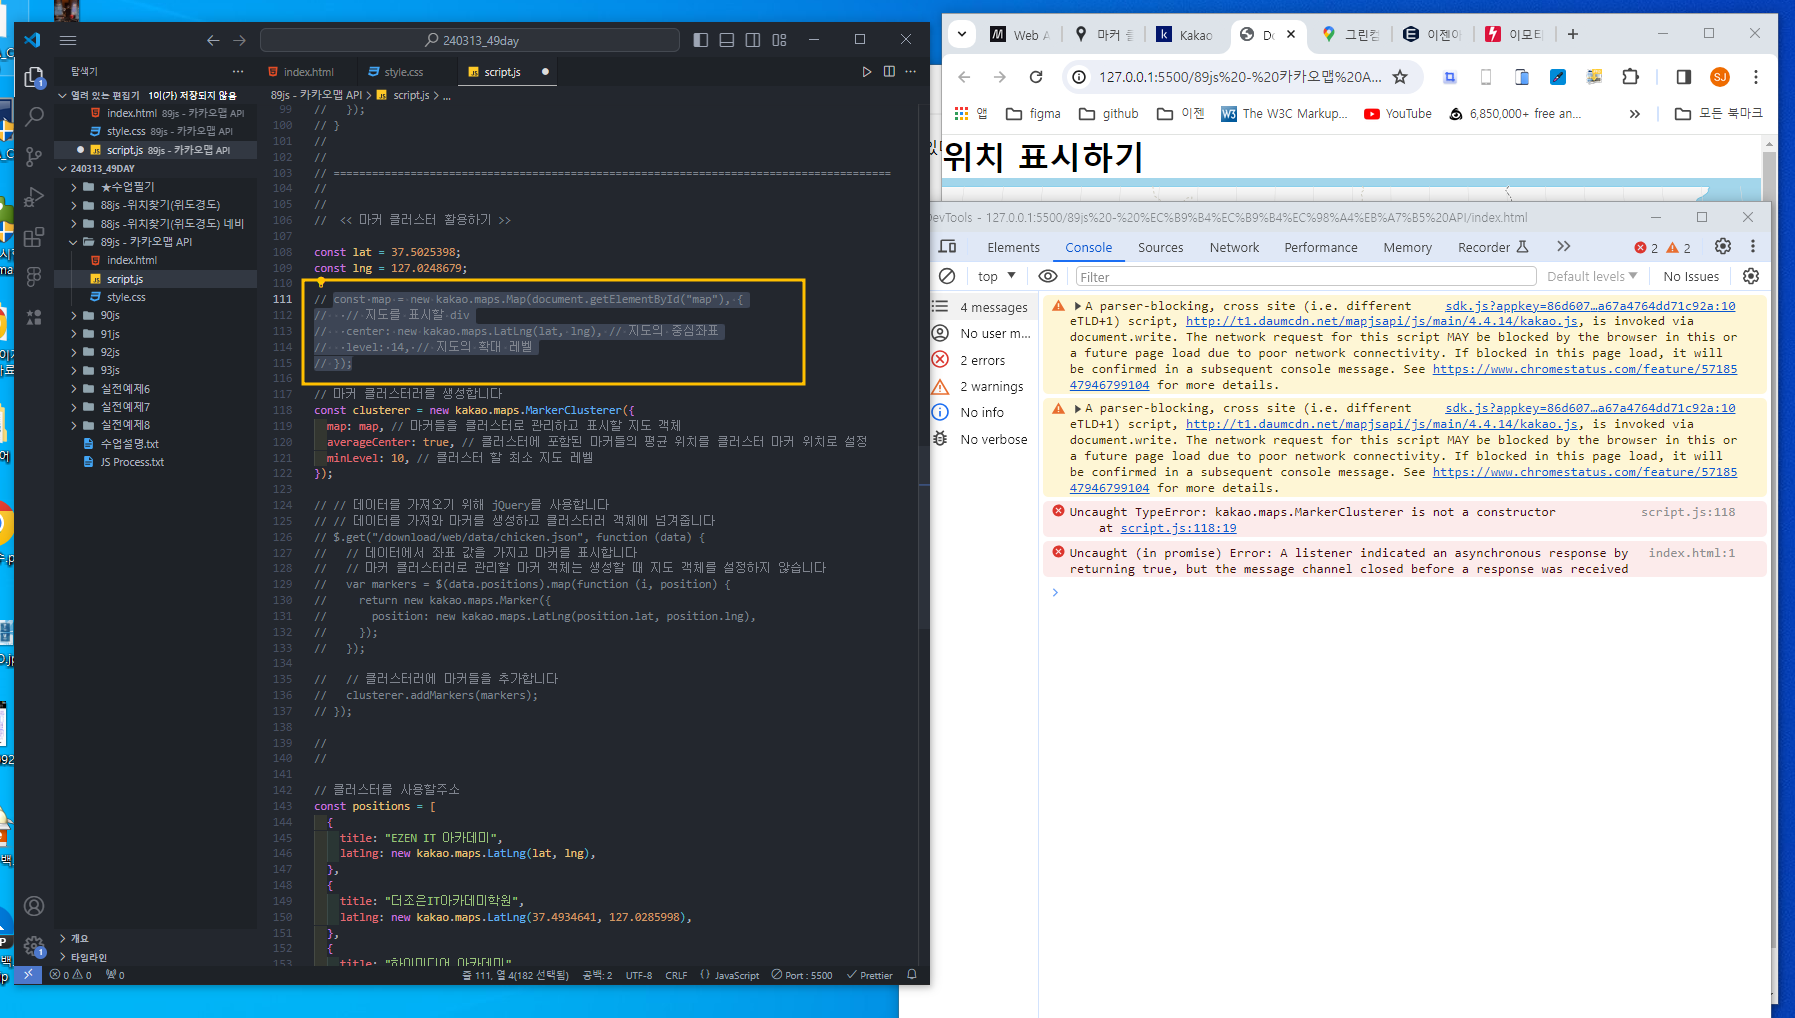 240313_49day
탐색기
열려 있는 편집기 1이(가) 저장되지 않음
index.html 89js - 카카오맵 API
style.css 89js - 카카오맵 API
script.js 89js - 카카오맵 API
240313_49DAY
★수업필기
88js -위치찾기(위도경도)
88js -위치찾기(위도경도) 네비
89js - 카카오맵 API
index.html
script.js
style.css
90js
91js
92js
93js
실전예제6
실전예제7
실전예제8
수업설명.txt
JS Process.txt
개요
타임라인
index.html
style.css
script.js
89js - 카카오맵 API > script.js > ...
99 //   });
100 // }
101 //
102 //
103 // =======================================================================================
104 //
105 //
106 //  << 마커 클러스터 활용하기 >>
107
108 const lat = 37.5025398;
109 const lng = 127.0248679;
110
111 // const map = new kakao.maps.Map(document.getElementById("map"), {
112 //   // 지도를 표시할 div
113 //   center: new kakao.maps.LatLng(lat, lng), // 지도의 중심좌표
114 //   level: 14, // 지도의 확대 레벨
115 // });
116
117 // 마커 클러스터러를 생성합니다
118 const clusterer = new kakao.maps.MarkerClusterer({
119   map: map, // 마커들을 클러스터로 관리하고 표시할 지도 객체
120   averageCenter: true, // 클러스터에 포함된 마커들의 평균 위치를 클러스터 마커 위치로 설정
121   minLevel: 10, // 클러스터 할 최소 지도 레벨
122 });
123
124 // // 데이터를 가져오기 위해 jQuery를 사용합니다
125 // // 데이터를 가져와 마커를 생성하고 클러스터러 객체에 넘겨줍니다
126 // $.get("/download/web/data/chicken.json", function (data) {
127 //   // 데이터에서 좌표 값을 가지고 마커를 표시합니다
128 //   // 마커 클러스터러로 관리할 마커 객체는 생성할 때 지도 객체를 설정하지 않습니다
129 //   var markers = $(data.positions).map(function (i, position) {
130 //     return new kakao.maps.Marker({
131 //       position: new kakao.maps.LatLng(position.lat, position.lng),
132 //     });
133 //   });
134
135 //   // 클러스터러에 마커들을 추가합니다
136 //   clusterer.addMarkers(markers);
137 // });
138
139 //
140 //
141
142 // 클러스터를 사용할주소
143 const positions = [
144   {
145     title: "EZEN IT 아카데미",
146     latlng: new kakao.maps.LatLng(lat, lng),
147   },
148   {
149     title: "더조은IT아카데미학원",
150     latlng: new kakao.maps.LatLng(37.4934641, 127.0285998),
151   },
152   {
153     title: "하이미디어 아카데미"
0 0 0
줄 111, 열 4(182 선택됨) 공백: 2 UTF-8 CRLF {} JavaScript Port : 5500 Prettier
Web A
마커 클
Kakao
Do
그린컴
이젠아
이모티
127.0.0.1:5500/89js%20-%20카카오맵%20A...
SJ
앱 figma github 이젠 The W3C Markup... YouTube 6,850,000+ free an... » 모든 북마크
위치 표시하기
DevTools - 127.0.0.1:5500/89js%20-%20%EC%B9%B4%EC%B9%B4%EC%98%A4%EB%A7%B5%20API/index.html
Elements Console Sources Network Performance Memory Recorder 2 2
top Filter Default levels No Issues
4 messages
No user m...
2 errors
2 warnings
No info
No verbose
A parser-blocking, cross site (i.e. different sdk.js?appkey=86d607…a67a4764dd71c92a:10
eTLD+1) script, http://t1.daumcdn.net/mapjsapi/js/main/4.4.14/kakao.js, is invoked via
document.write. The network request for this script MAY be blocked by the browser in this or
a future page load due to poor network connectivity. If blocked in this page load, it will
be confirmed in a subsequent console message. See https://www.chromestatus.com/feature/57185
47946799104 for more details.
A parser-blocking, cross site (i.e. different sdk.js?appkey=86d607…a67a4764dd71c92a:10
eTLD+1) script, http://t1.daumcdn.net/mapjsapi/js/main/4.4.14/kakao.js, is invoked via
document.write. The network request for this script MAY be blocked by the browser in this or
a future page load due to poor network connectivity. If blocked in this page load, it will
be confirmed in a subsequent console message. See https://www.chromestatus.com/feature/57185
47946799104 for more details.
Uncaught TypeError: kakao.maps.MarkerClusterer is not a constructor script.js:118
at script.js:118:19
Uncaught (in promise) Error: A listener indicated an asynchronous response by index.html:1
returning true, but the message channel closed before a response was received